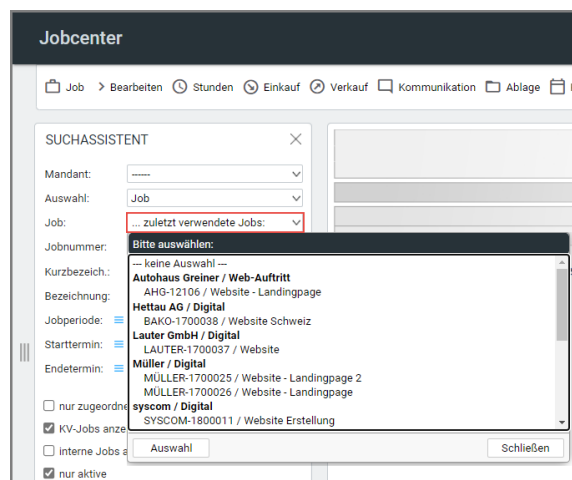 Jobcenter
Job > Bearbeiten Stunden Einkauf Verkauf Kommunikation Ablage
SUCHASSISTENT
Mandant: ------
Auswahl: Job
Job: ... zuletzt verwendete Jobs:
Jobnummer:
Bitte auswählen:
Kurzbezeich.:
Bezeichnung:
Jobperiode:
Starttermin:
Endetermin:
--- keine Auswahl ---
Autohaus Greiner / Web-Auftritt
AHG-12106 / Website - Landingpage
Hettau AG / Digital
BAKO-1700038 / Website Schweiz
Lauter GmbH / Digital
LAUTER-1700037 / Website
Müller / Digital
MÜLLER-1700025 / Website - Landingpage 2
MÜLLER-1700026 / Website - Landingpage
syscom / Digital
SYSCOM-1800011 / Website Erstellung
Auswahl Schließen
nur zugeordne
KV-Jobs anze
interne Jobs a
nur aktive